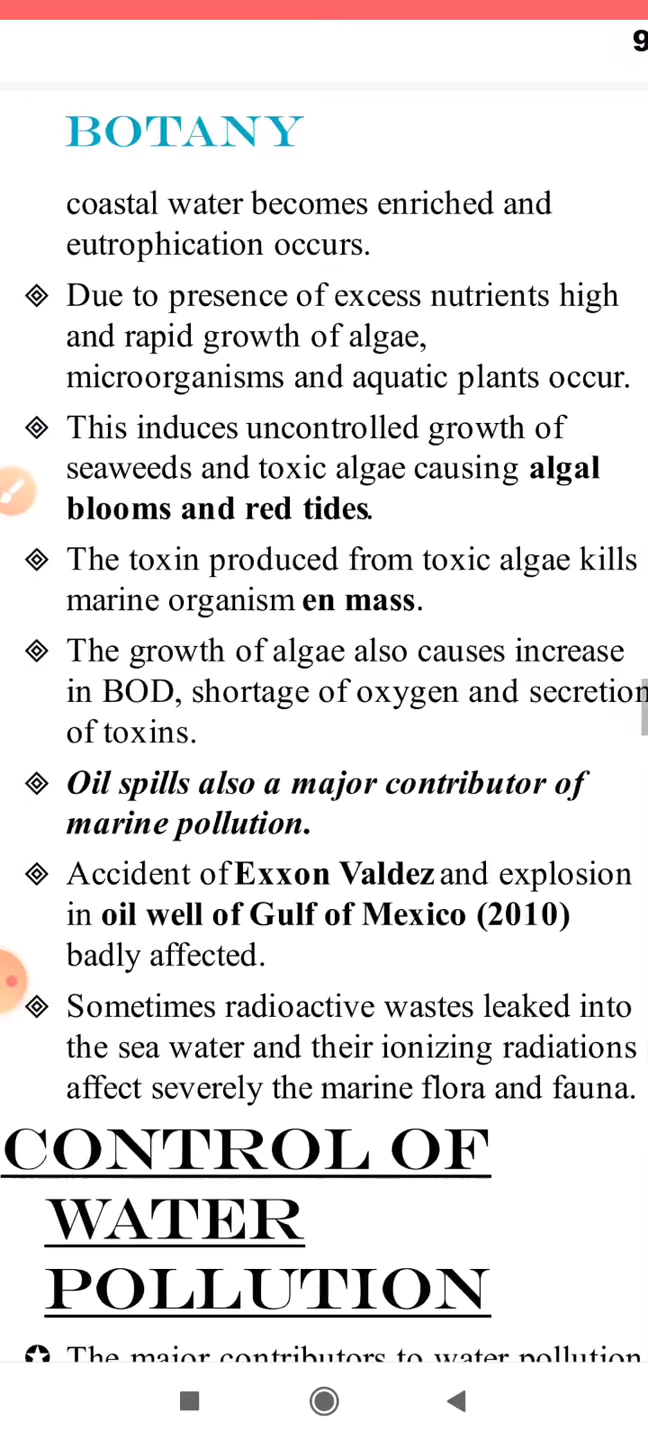 9
BOTANY
coastal water becomes enriched and
eutrophication occurs.
Due to presence of excess nutrients high
and rapid growth of algae,
microorganisms and aquatic plants occur.
This induces uncontrolled growth of
seaweeds and toxic algae causing algal
blooms and red tides.
The toxin produced from toxic algae kills
marine organism en mass.
The growth of algae also causes increase
in BOD, shortage of oxygen and secretion
of toxins.
Oil spills also a major contributor of
marine pollution.
Accident of Exxon Valdez and explosion
in oil well of Gulf of Mexico (2010)
badly affected.
Sometimes radioactive wastes leaked into
the sea water and their ionizing radiations
affect severely the marine flora and fauna.
CONTROL OF
WATER
POLLUTION
The major contributors to water pollution